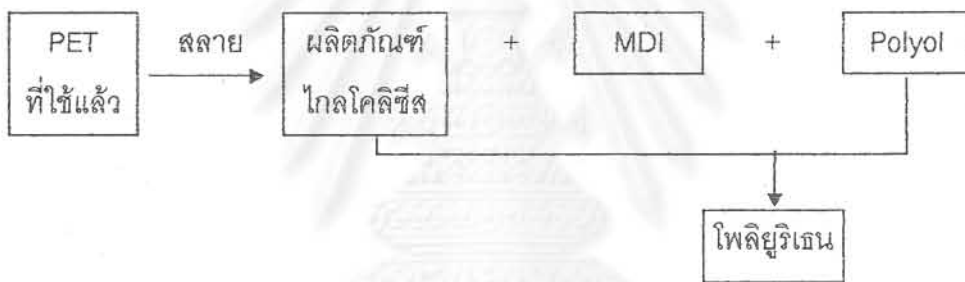 PET สลาย ผลิตภัณฑ์ + MDI + Polyol
ที่ใช้แล้ว ไกลโคลิซีส
โพลิยูริเธน